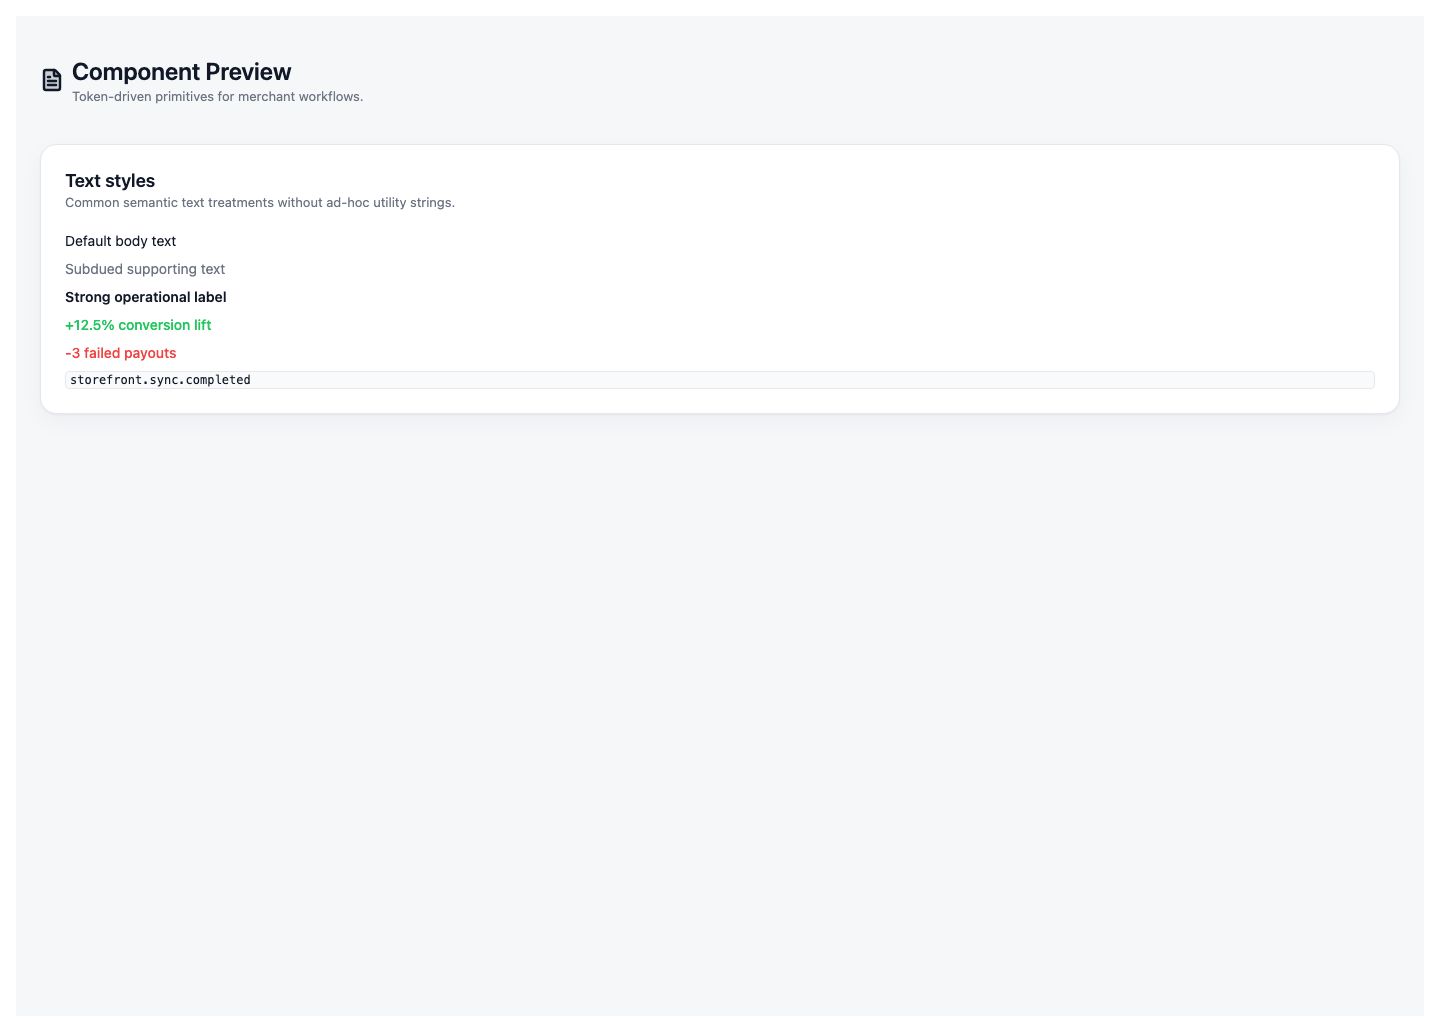 Component Preview
Token-driven primitives for merchant workflows.
Text styles
Common semantic text treatments without ad-hoc utility strings.
Default body text
Subdued supporting text
Strong operational label
+12.5% conversion lift
-3 failed payouts
storefront.sync.completed